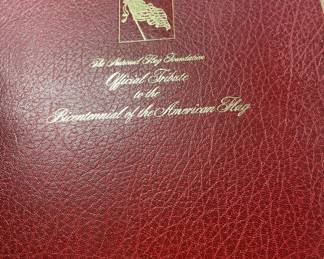 The National Flag Foundation
Official Tribute
to the
Bicentennial of the American Flag